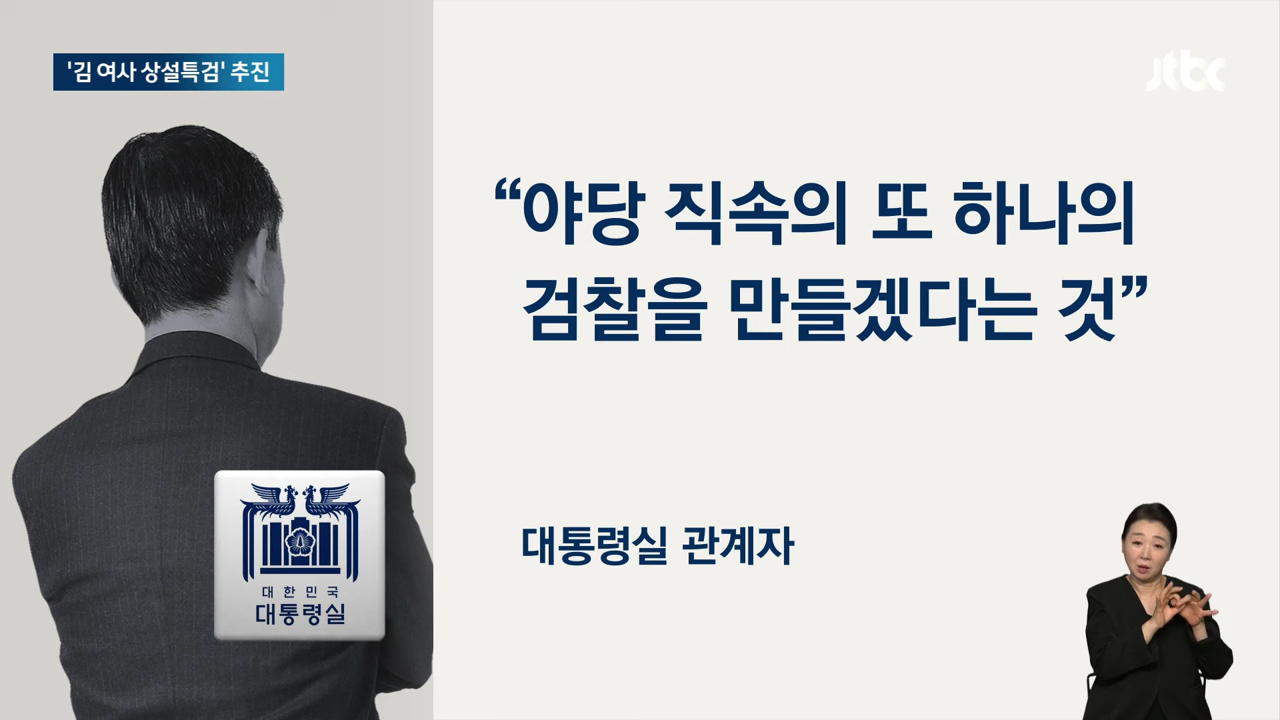 '김 여사 상설특검' 추진
jtbc
“야당 직속의 또 하나의
검찰을 만들겠다는 것”
대통령실 관계자
대한민국
대통령실